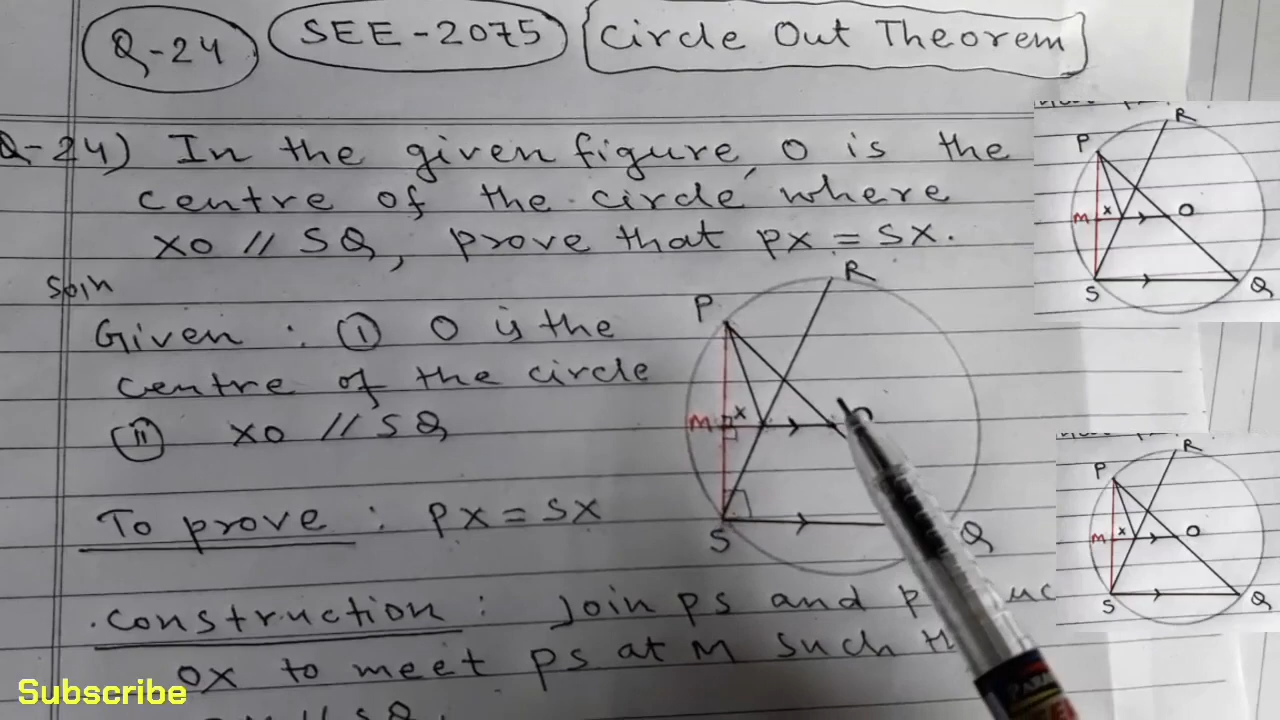 Q-24 SEE-2075 Circle Out Theorem
Q-24) In the given figure, O is the
centre of the circle where
XO // SQ, prove that PX = SX.
Soln
Given : (i) O is the
centre of the circle
(ii) XO // SQ
To prove : PX = SX
Construction : Join PS and
OX to meet PS at M such
// SQ.
P
R
M
x
S
Q
R
P
M
x
O
S
Q
R
P
M
x
O
S
Q
Subscribe